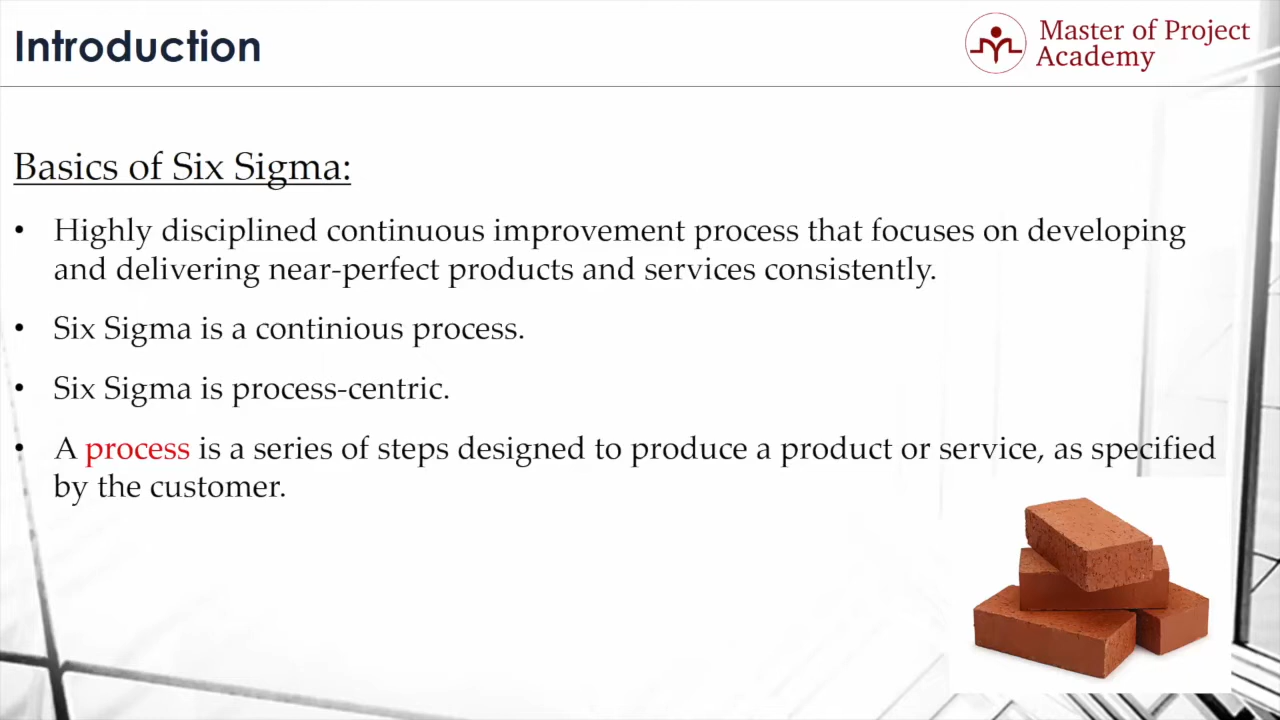 Introduction
Master of Project
Academy
Basics of Six Sigma:
• Highly disciplined continuous improvement process that focuses on developing
and delivering near-perfect products and services consistently.
• Six Sigma is a continious process.
• Six Sigma is process-centric.
• A process is a series of steps designed to produce a product or service, as specified
by the customer.